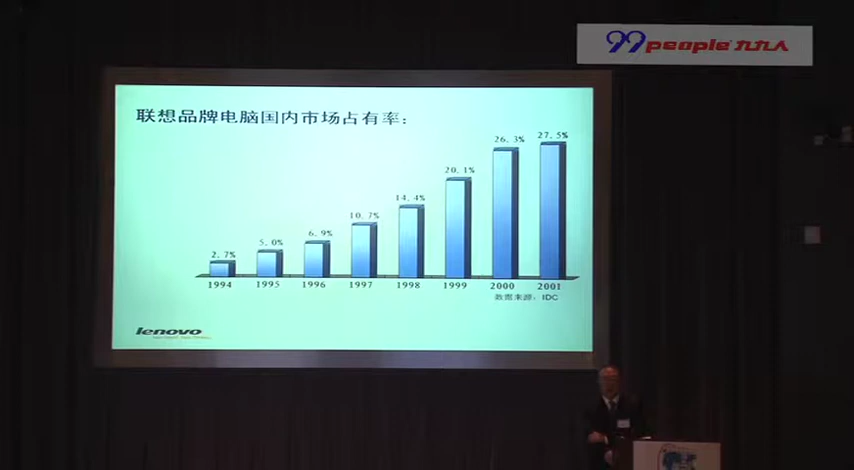 99people 九九人
联想品牌电脑国内市场占有率：
2.7% 5.0% 6.9% 10.7% 14.4% 20.1% 26.3% 27.5%
1994 1995 1996 1997 1998 1999 2000 2001
数据来源：IDC
lenovo